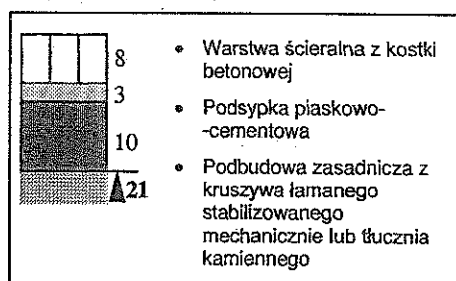 8
3
10
21
• Warstwa ścieralna z kostki
betonowej
• Podsypka piaskowo-
-cementowa
• Podbudowa zasadnicza z
kruszywa łamanego
stabilizowanego
mechanicznie lub tłucznia
kamiennego